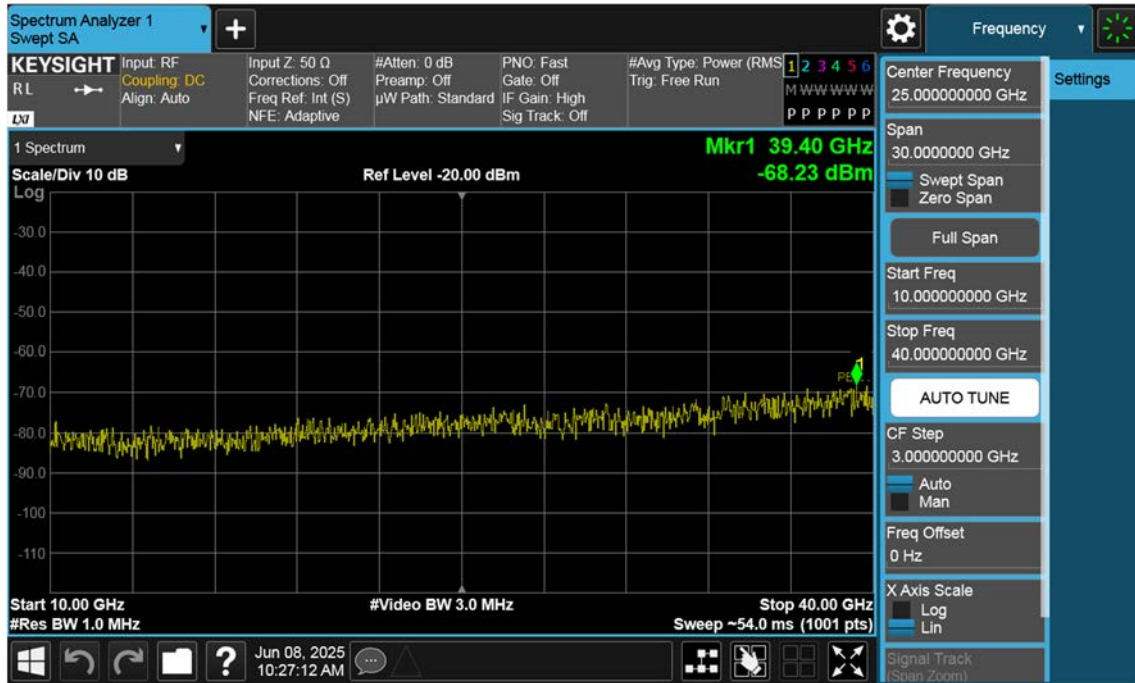 Spectrum Analyzer 1
Swept SA
+
Frequency
KEYSIGHT
RL
LXI
Input: RF
Coupling: DC
Align: Auto
Input Z: 50 Ω
Corrections: Off
Freq Ref: Int (S)
NFE: Adaptive
#Atten: 0 dB
Preamp: Off
µW Path: Standard
PNO: Fast
Gate: Off
IF Gain: High
Sig Track: Off
#Avg Type: Power (RMS
Trig: Free Run
1 2 3 4 5 6
M W W W W W
P P P P P P
1 Spectrum
Scale/Div 10 dB
Ref Level -20.00 dBm
Mkr1 39.40 GHz
-68.23 dBm
Log
-30.0
-40.0
-50.0
-60.0
-70.0
-80.0
-90.0
-100
-110
1
Start 10.00 GHz
#Res BW 1.0 MHz
#Video BW 3.0 MHz
Stop 40.00 GHz
Sweep ~54.0 ms (1001 pts)
?
Jun 08, 2025
10:27:12 AM
Center Frequency
25.000000000 GHz
Span
30.0000000 GHz
Swept Span
Zero Span
Full Span
Start Freq
10.000000000 GHz
Stop Freq
40.000000000 GHz
AUTO TUNE
CF Step
3.000000000 GHz
Auto
Man
Freq Offset
0 Hz
X Axis Scale
Log
Lin
Signal Track
(Span Zoom)
Settings